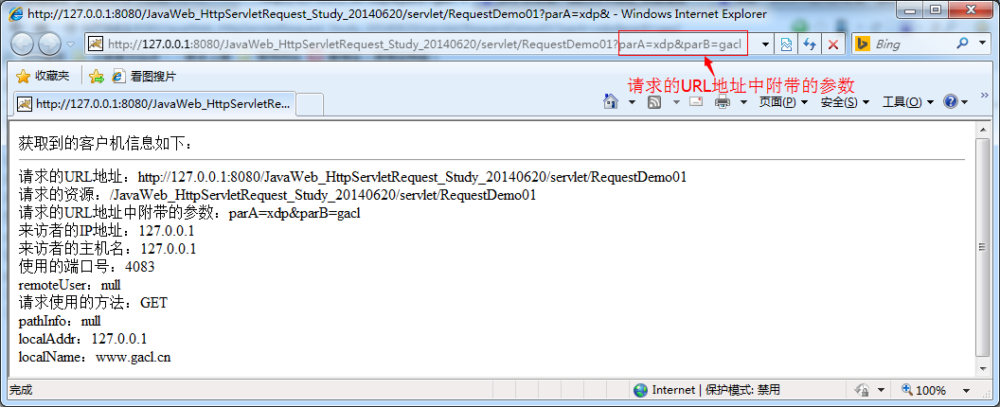 http://127.0.0.1:8080/JavaWeb_HttpServletRequest_Study_20140620/servlet/RequestDemo01?parA=xdp& - Windows Internet Explorer
http://127.0.0.1:8080/JavaWeb_HttpServletRequest_Study_20140620/servlet/RequestDemo01?parA=xdp&parB=gacl
Bing
收藏夹
看图搜片
请求的URL地址中附带的参数
http://127.0.0.1:8080/JavaWeb_HttpServletRe...
页面(P)
安全(S)
工具(O)
获取到的客户机信息如下：
请求的URL地址：http://127.0.0.1:8080/JavaWeb_HttpServletRequest_Study_20140620/servlet/RequestDemo01
请求的资源：/JavaWeb_HttpServletRequest_Study_20140620/servlet/RequestDemo01
请求的URL地址中附带的参数：parA=xdp&parB=gacl
来访者的IP地址：127.0.0.1
来访者的主机名：127.0.0.1
使用的端口号：4083
remoteUser：null
请求使用的方法：GET
pathInfo：null
localAddr：127.0.0.1
localName：www.gacl.cn
完成
Internet | 保护模式: 禁用
100%